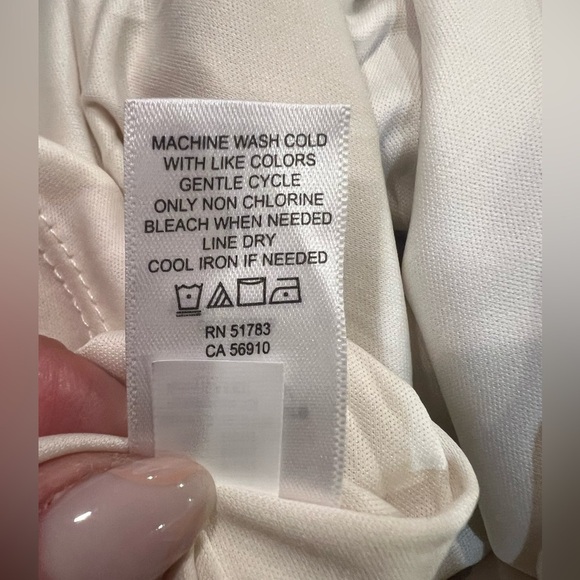 MACHINE WASH COLD
WITH LIKE COLORS
GENTLE CYCLE
ONLY NON CHLORINE
BLEACH WHEN NEEDED
LINE DRY
COOL IRON IF NEEDED
RN 51783
CA 56910